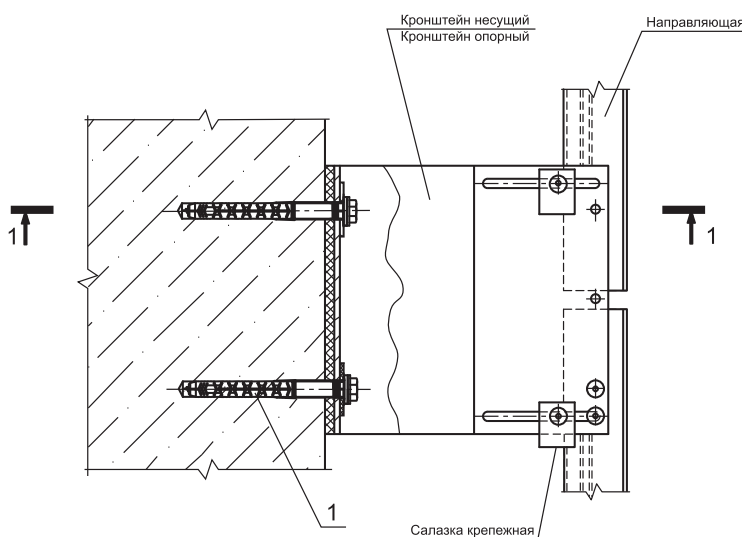 Кронштейн несущий
Кронштейн опорный
Направляющая
1
1
1
Салазка крепежная